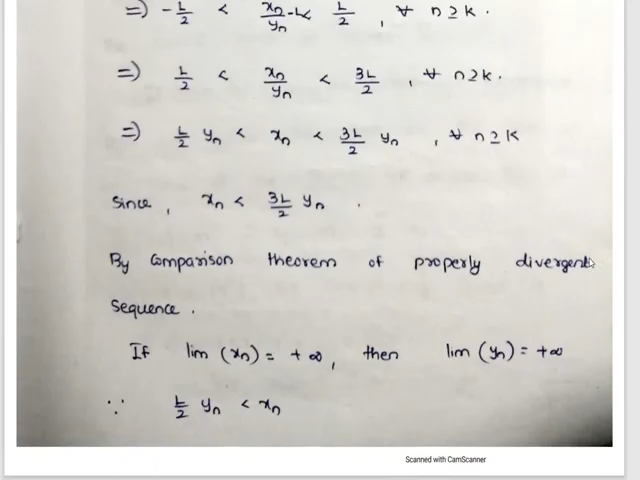 =) -L/2 < xn/yn - L < L/2 , ∀ n ≥ k.
=) L/2 < xn/yn < 3L/2 , ∀ n ≥ k.
=) L/2 yn < xn < 3L/2 yn , ∀ n ≥ K
Since, xn < 3L/2 yn .
By comparison theorem of properly divergent
sequence.
If lim (xn) = +∞, then lim (yn) = +∞
∵ L/2 yn < xn
Scanned with CamScanner